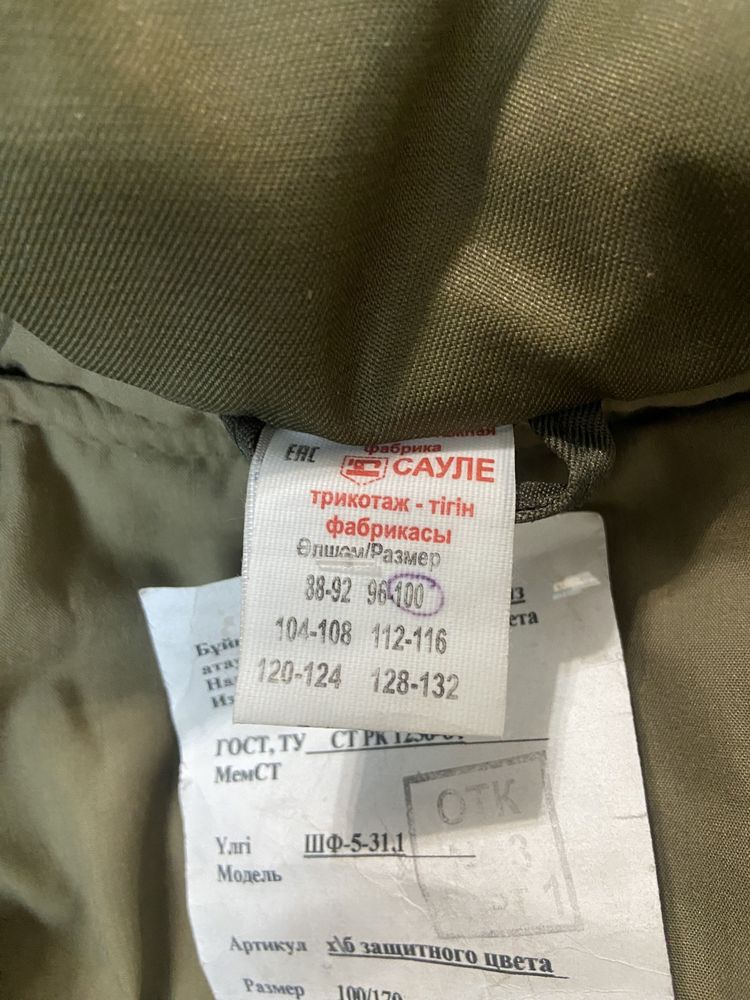 фабрика
EAC
САУЛЕ
трикотаж - тігін
фабрикасы
Өлшем/Размер
88-92 96-100
104-108 112-116
120-124 128-132
ГОСТ, ТУ СТ РК
МемСТ
ОТК
Үлгі ШФ-5-31,1
Модель
Артикул х\б защитного цвета
Размер 100/170